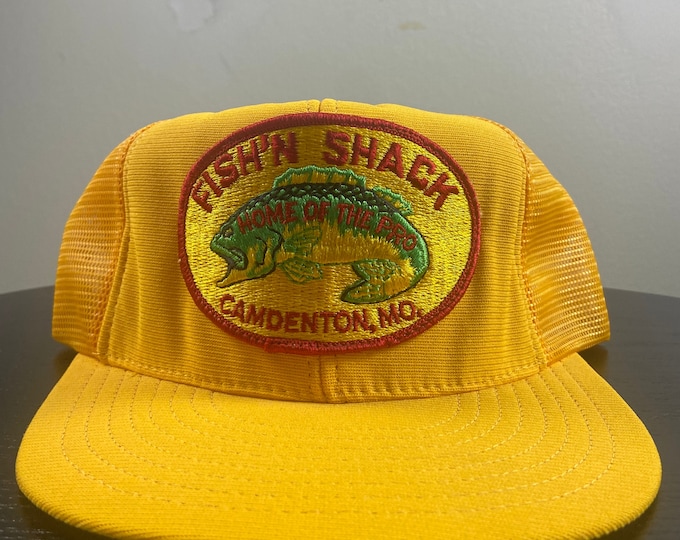 FISH'N SHACK
HOME OF THE PRO
CAMDENTON, MO.